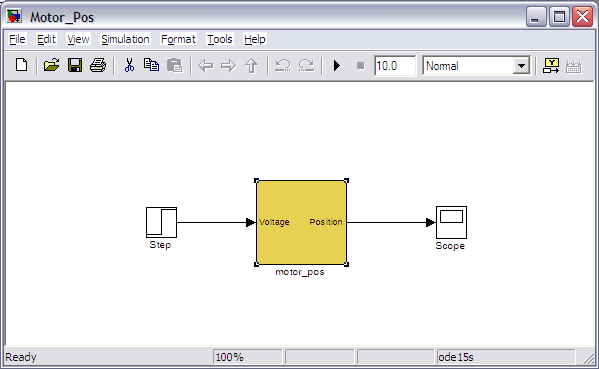 Motor_Pos
File Edit View Simulation Format Tools Help
10.0 Normal
Voltage Position
Step
Scope
motor_pos
Ready 100% ode15s